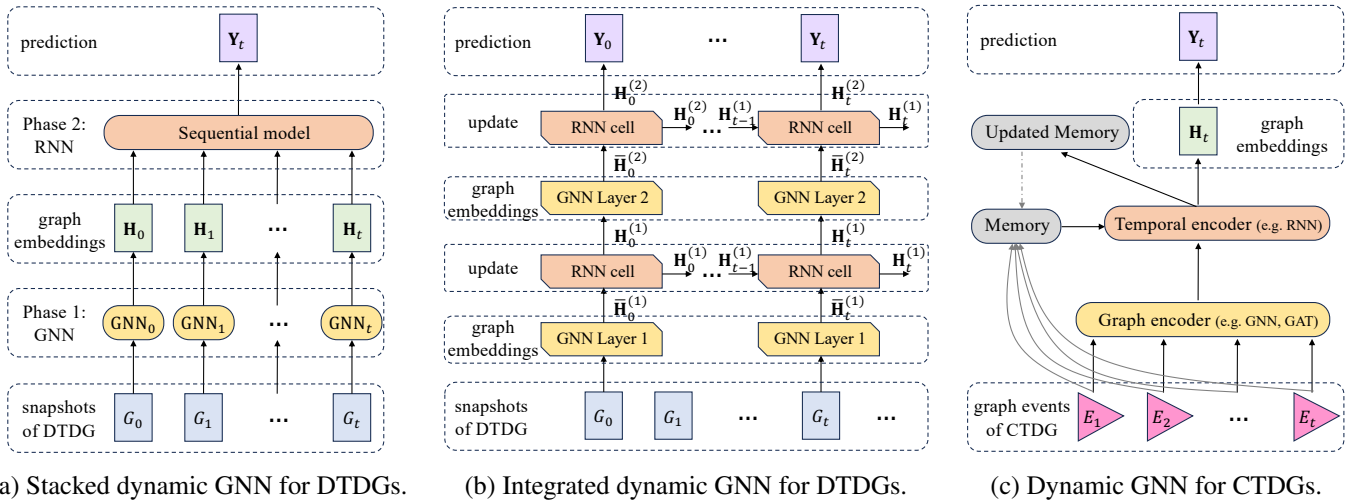 prediction
Y_t
Phase 2:
RNN
Sequential model
graph
embeddings
H_0 H_1 ... H_t
Phase 1:
GNN
GNN_0 GNN_1 ... GNN_t
snapshots
of DTDG
G_0 G_1 ... G_t
a) Stacked dynamic GNN for DTDGs.
prediction
Y_0 ... Y_t
H_0^{(2)} H_t^{(2)}
update
RNN cell H_0^{(2)} ... H_{t-1}^{(1)} RNN cell H_t^{(1)}
H̅_0^{(2)} H̅_t^{(2)}
graph
embeddings
GNN Layer 2 GNN Layer 2
H_0^{(1)} H_t^{(1)}
update
RNN cell H_0^{(1)} ... H_{t-1}^{(1)} RNN cell H_t^{(1)}
H̅_0^{(1)} H̅_t^{(1)}
graph
embeddings
GNN Layer 1 GNN Layer 1
snapshots
of DTDG
G_0 G_1 ... G_t ...
(b) Integrated dynamic GNN for DTDGs.
prediction
Y_t
Updated Memory
H_t
graph
embeddings
Memory
Temporal encoder (e.g. RNN)
Graph encoder (e.g. GNN, GAT)
graph events
of CTDG
E_1 E_2 ... E_t
(c) Dynamic GNN for CTDGs.